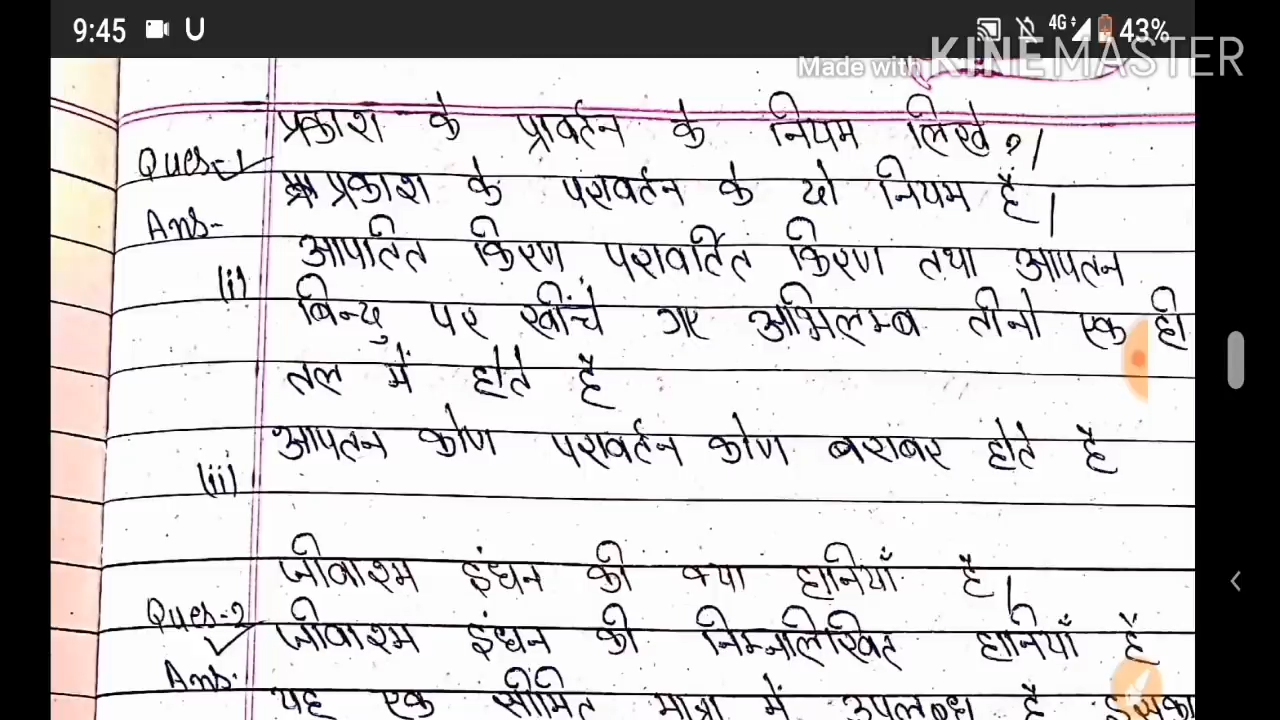 9:45 U 4G 43%
Made with KINEMASTER
प्रकाश के प्रावर्तन के नियम लिखे?।
Ques-1
प्रकाश के परावर्तन के दो नियम हैं।
Ans-
आपतित किरण परावर्तित किरण तथा आपतन
(i)
बिन्दु पर खींचे गए अभिलम्ब तीनो एक ही
तल में होते है
आपतन कोण परावर्तन कोण बराबर होते है
(ii)
जीवाश्म इंधन की क्या हानियाँ है।
Ques-2
जीवाश्म इंधन की निम्नलिखित हानियाँ है
Ans.
यह एक सीमित मात्रा में उपलब्ध है इसका